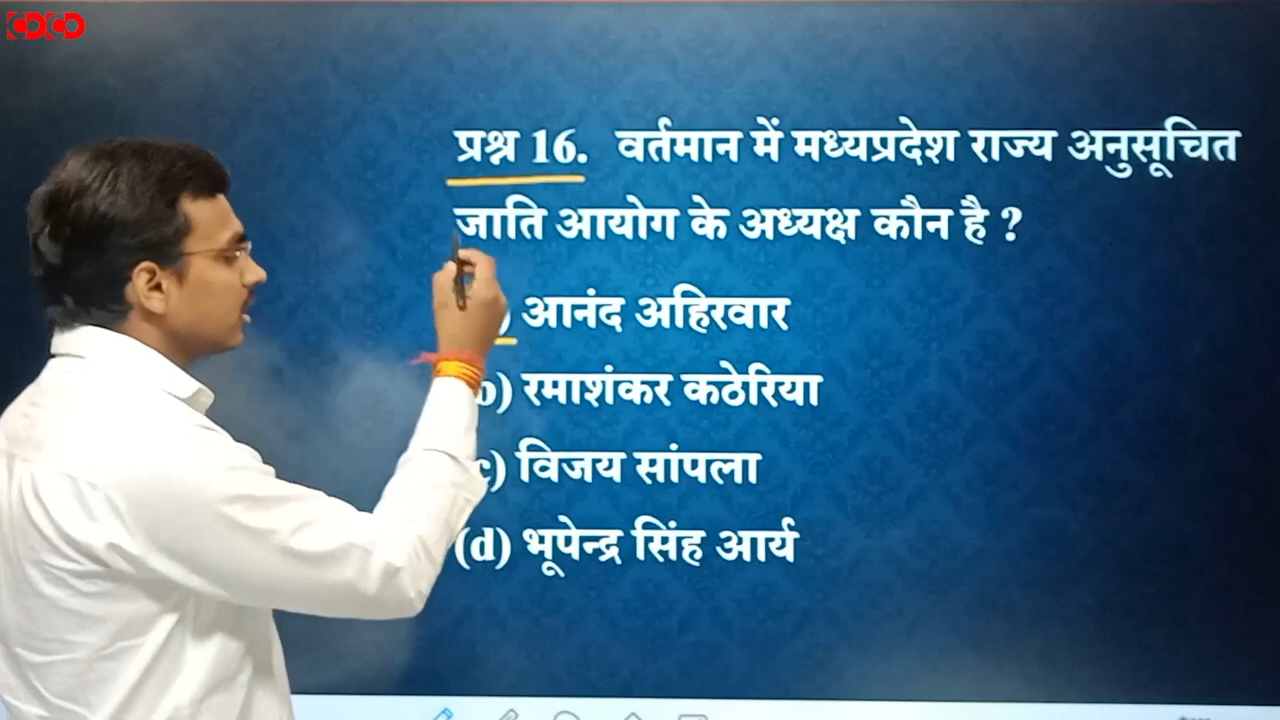 COCO
प्रश्न 16. वर्तमान में मध्यप्रदेश राज्य अनुसूचित
जाति आयोग के अध्यक्ष कौन है ?
) आनंद अहिरवार
b) रमाशंकर कठेरिया
c) विजय सांपला
(d) भूपेन्द्र सिंह आर्य